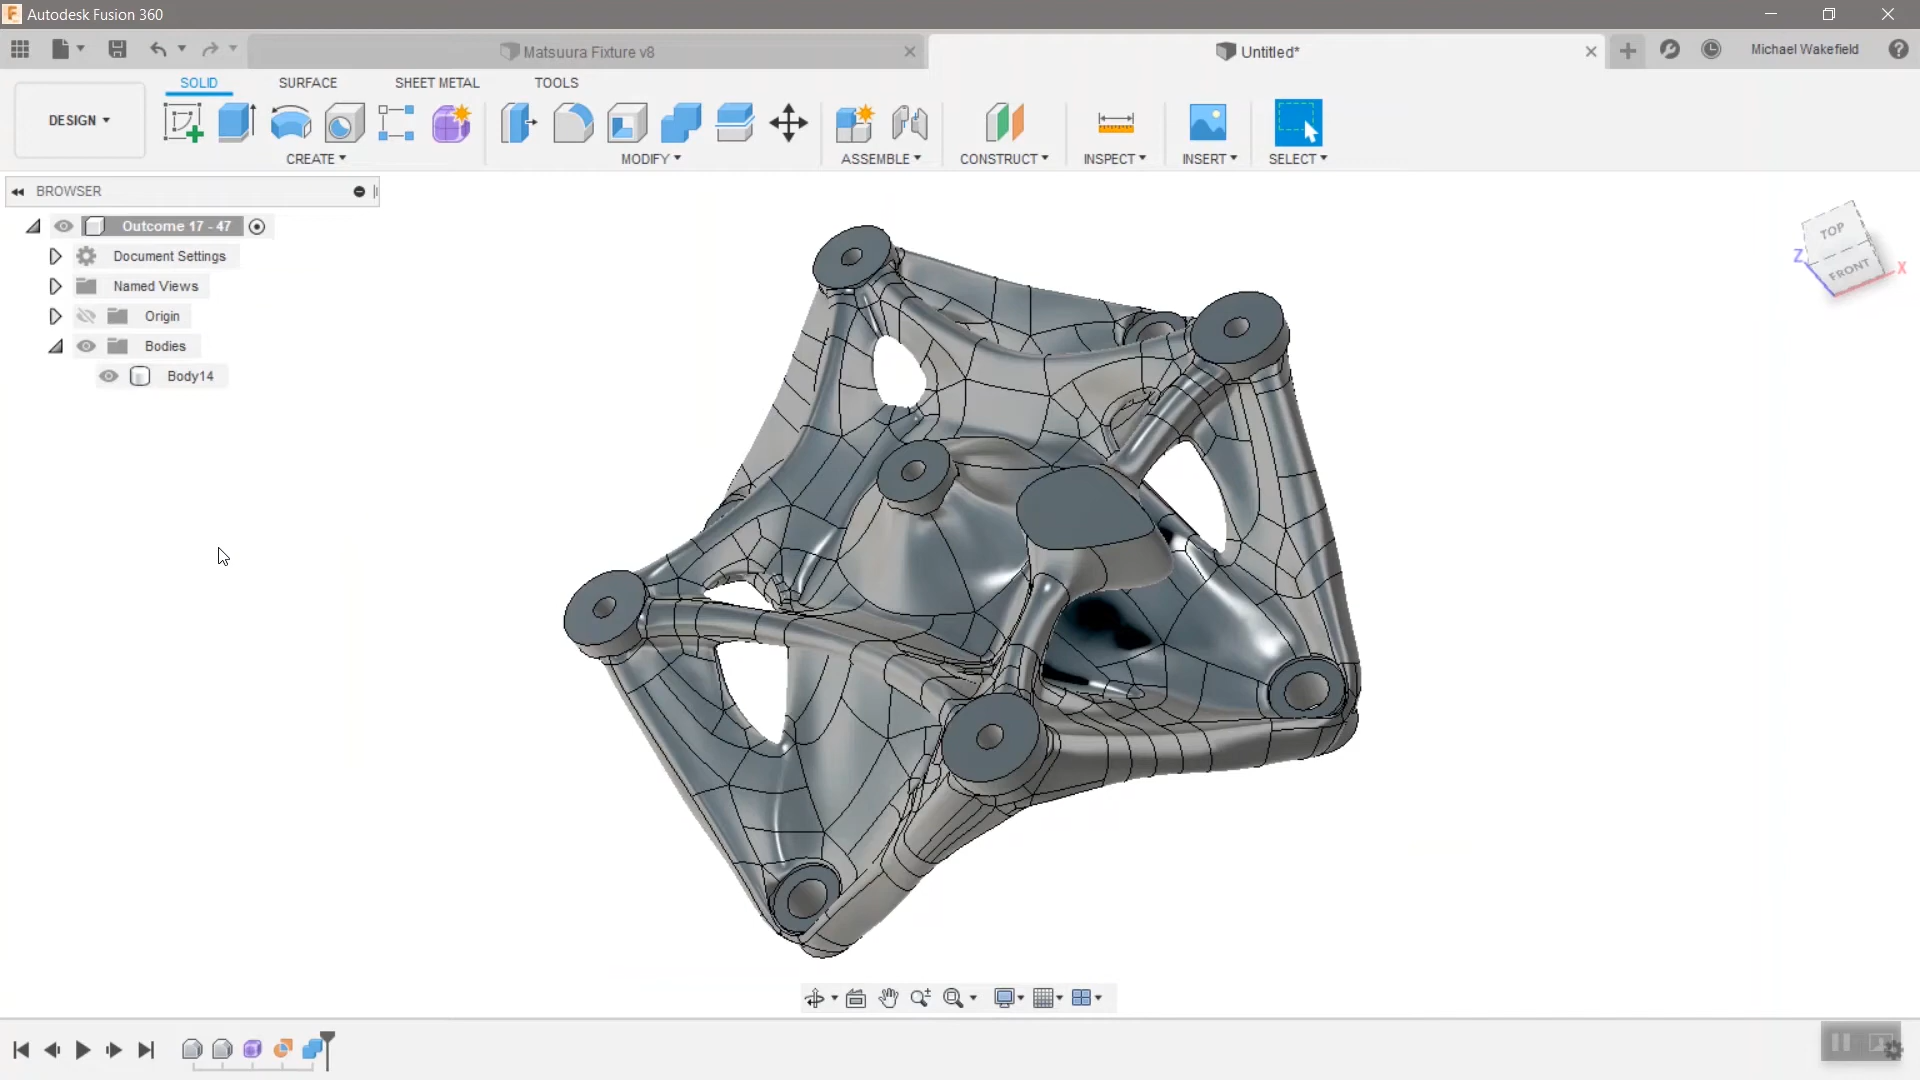 Autodesk Fusion 360
Matsuura Fixture v8
Untitled*
Michael Wakefield
DESIGN
SOLID
SURFACE
SHEET METAL
TOOLS
CREATE
MODIFY
ASSEMBLE
CONSTRUCT
INSPECT
INSERT
SELECT
BROWSER
Outcome 17 - 47
Document Settings
Named Views
Origin
Bodies
Body14
TOP
FRONT
Z
X